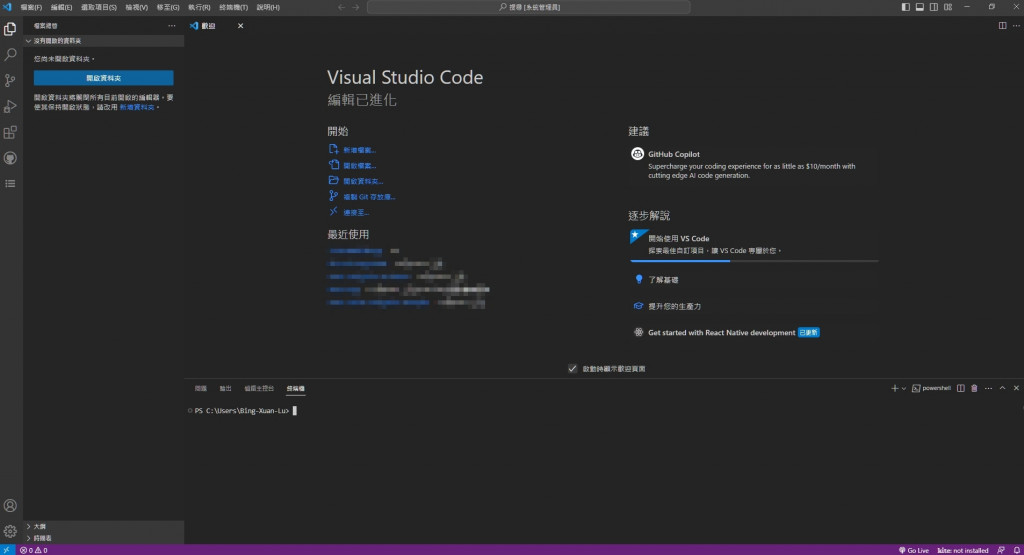 檔案(F) 編輯(E) 選取項目(S) 檢視(V) 移至(G) 執行(R) 終端機(T) 說明(H)
搜尋 [系統管理員]
檔案總管
歡迎
沒有開啟的資料夾
您尚未開啟資料夾。
開啟資料夾
開啟資料夾將關閉所有目前開啟的編輯器，要
使其保持開啟狀態，請改用 新增資料夾。
Visual Studio Code
編輯已進化
開始
新增檔案...
開啟檔案...
開啟資料夾...
複製 Git 存放庫...
連接至...
最近使用
建議
GitHub Copilot
Supercharge your coding experience for as little as $10/month with
cutting edge AI code generation.
逐步解說
開始使用 VS Code
探索最佳自訂項目，讓 VS Code 專屬於您。
了解基礎
提升您的生產力
Get started with React Native development 已更新
啟動時顯示歡迎頁面
問題 輸出 偵錯主控台 終端機
powershell
PS C:\Users\Bing-Xuan-Lu>
大綱
時間表
0 0
Go Live
kite: not installed